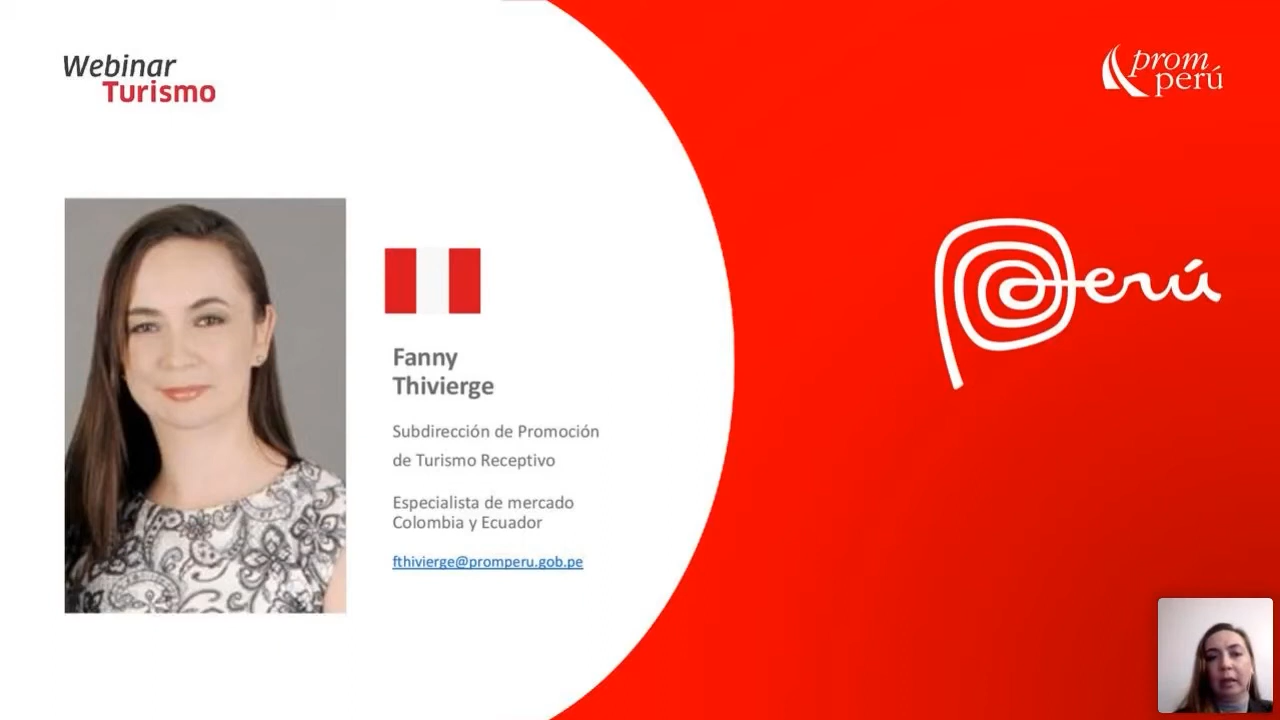 Webinar
Turismo
prom
perú
Perú
Fanny
Thivierge
Subdirección de Promoción
de Turismo Receptivo
Especialista de mercado
Colombia y Ecuador
fthivierge@promperu.gob.pe